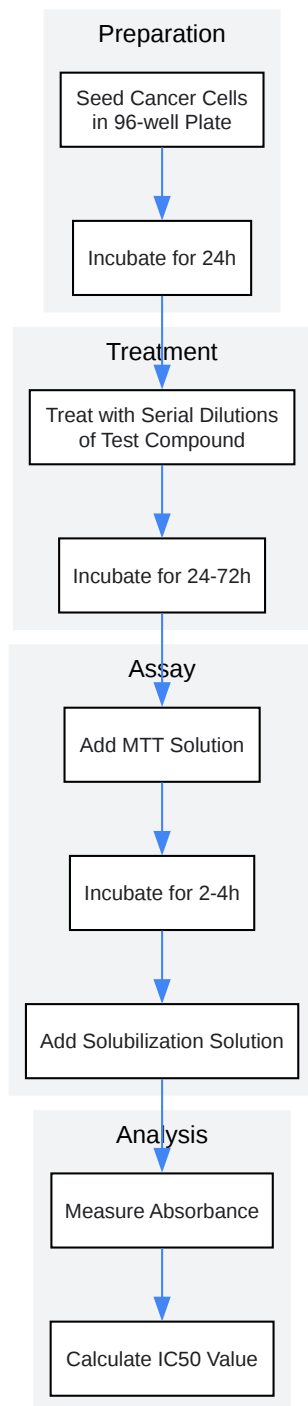 Preparation
Seed Cancer Cells
in 96-well Plate
Incubate for 24h
Treatment
Treat with Serial Dilutions
of Test Compound
Incubate for 24-72h
Assay
Add MTT Solution
Incubate for 2-4h
Add Solubilization Solution
Analysis
Measure Absorbance
Calculate IC50 Value